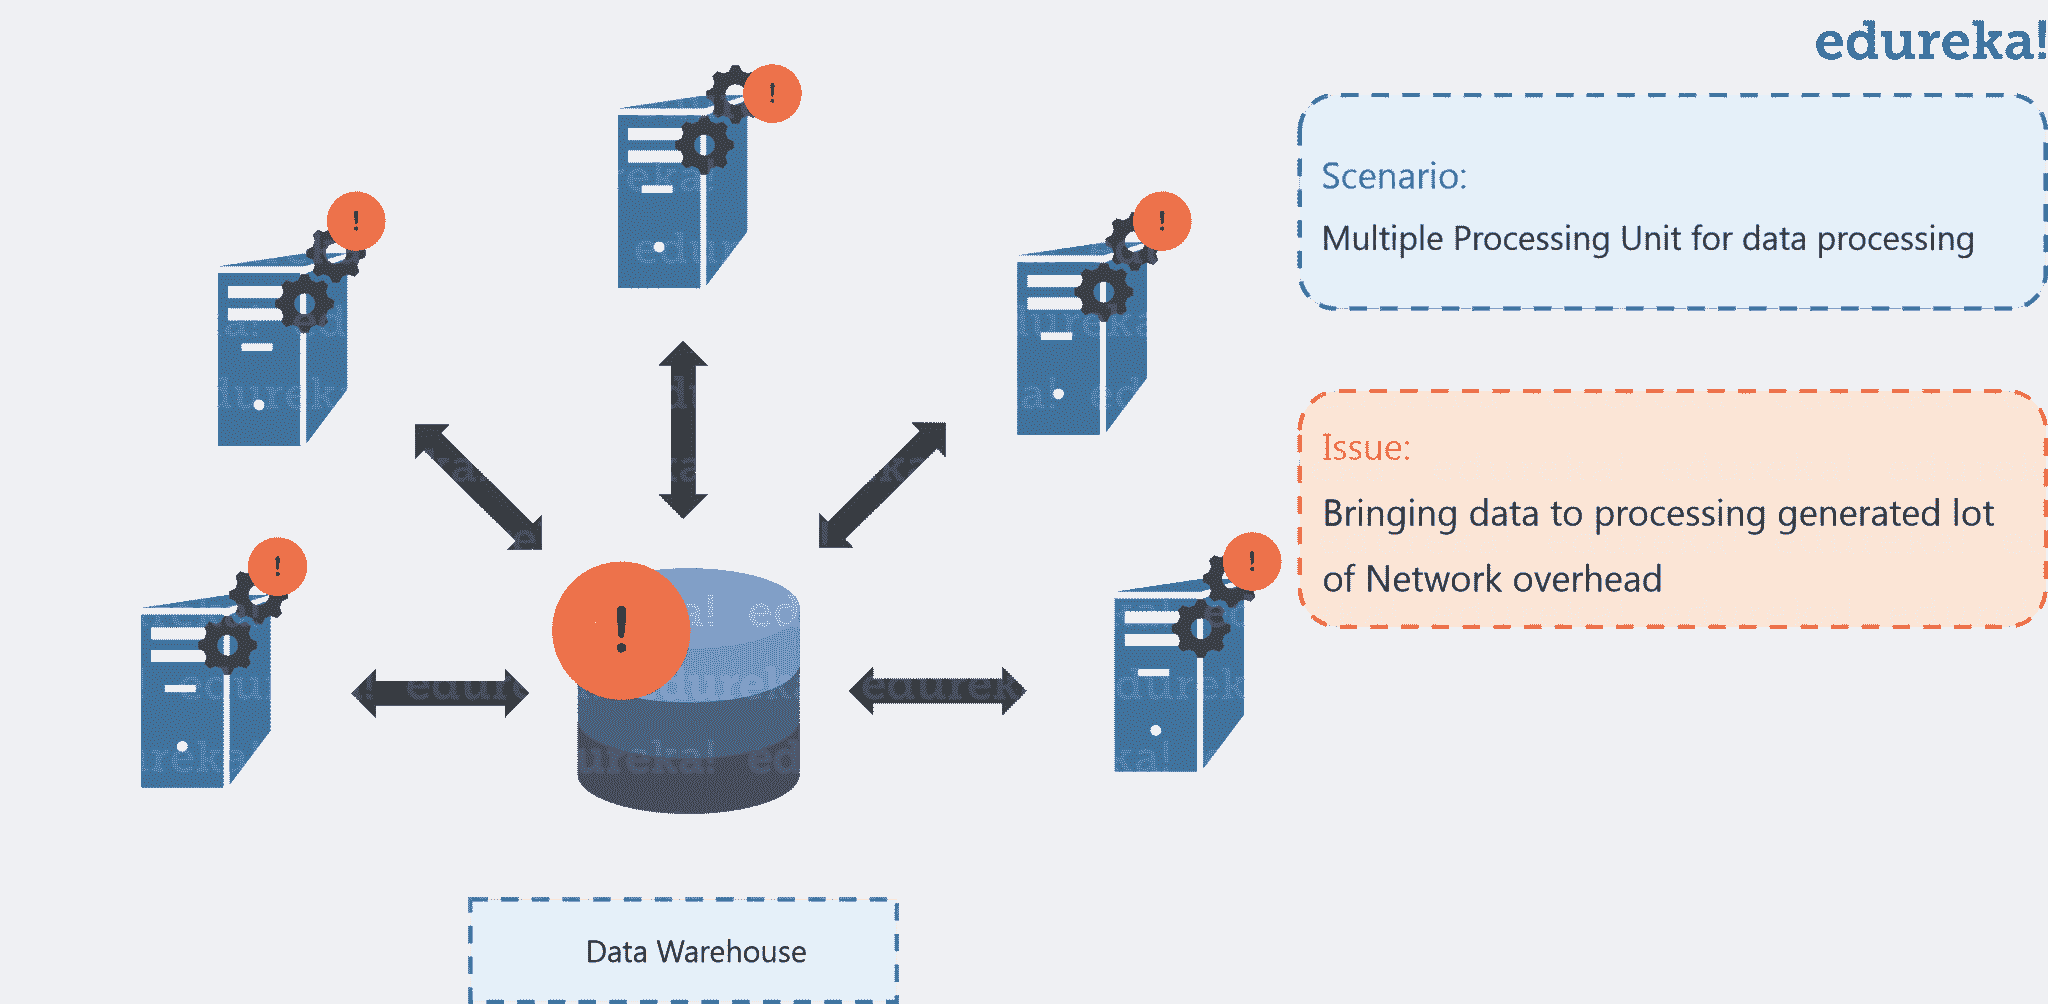 edureka!
Scenario:
Multiple Processing Unit for data processing
Issue:
Bringing data to processing generated lot
of Network overhead
!
!
!
!
!
!
Data Warehouse